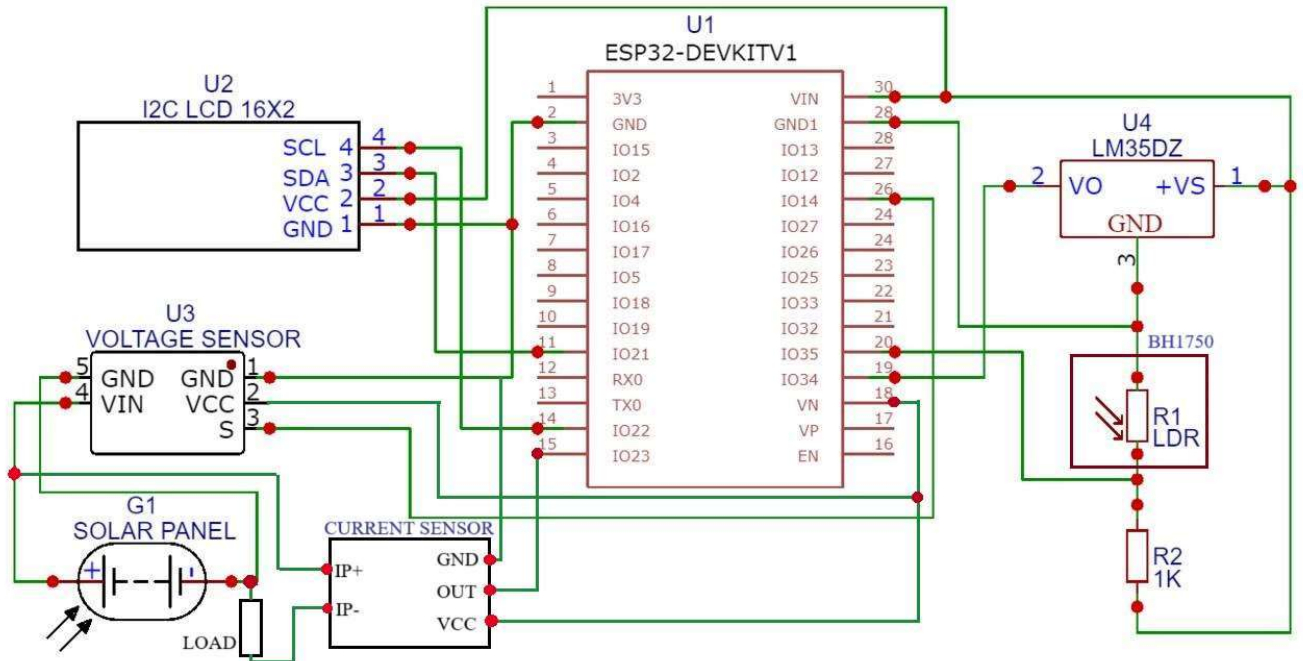 U1
ESP32-DEVKITV1
1 3V3 VIN 30
2 GND GND1 28
3 IO15 IO13 28
4 IO2 IO12 27
5 IO4 IO14 26
6 IO16 IO27 24
7 IO17 IO26 24
8 IO5 IO25 23
9 IO18 IO33 22
10 IO19 IO32 21
11 IO21 IO35 20
12 RX0 IO34 19
13 TX0 VN 18
14 IO22 VP 17
15 IO23 EN 16
U2
I2C LCD 16X2
SCL 4 4
SDA 3 3
VCC 2 2
GND 1 1
U4
LM35DZ
2 VO +VS 1
GND
3
U3
VOLTAGE SENSOR
5 GND GND 1
4 VIN VCC 2
S 3
BH1750
R1
LDR
R2
1K
G1
SOLAR PANEL
+ -
LOAD
CURRENT SENSOR
IP+ GND
OUT
IP-
VCC